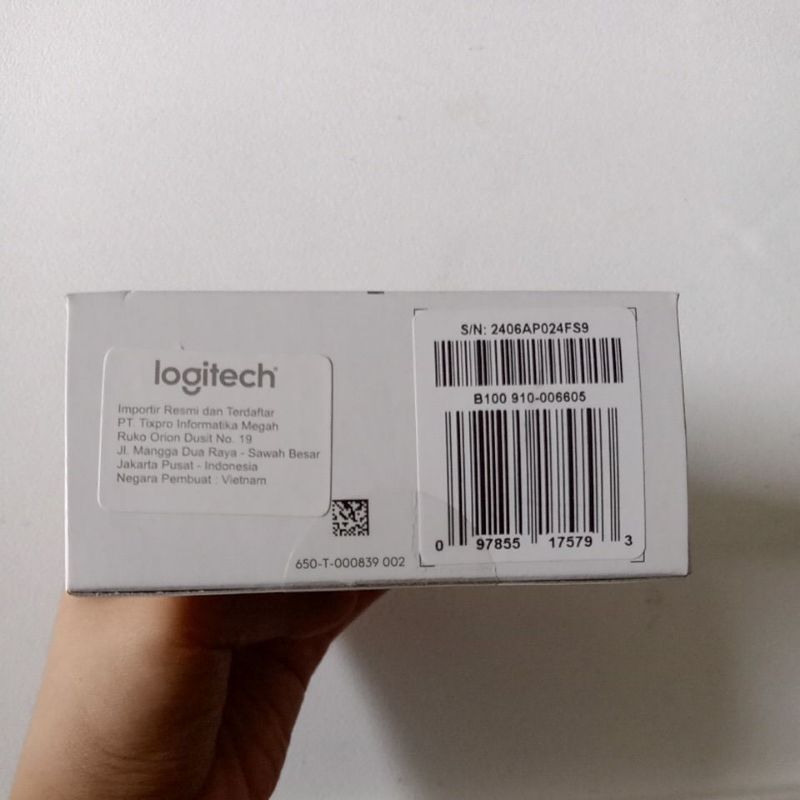 logitech
Importir Resmi dan Terdaftar
PT. Tixpro Informatika Megah
Ruko Orion Dusit No. 19
Jl. Mangga Dua Raya - Sawah Besar
Jakarta Pusat - Indonesia
Negara Pembuat : Vietnam
650-T-000839 002
S/N: 2406AP024FS9
B100 910-006605
0 97855 17579 3